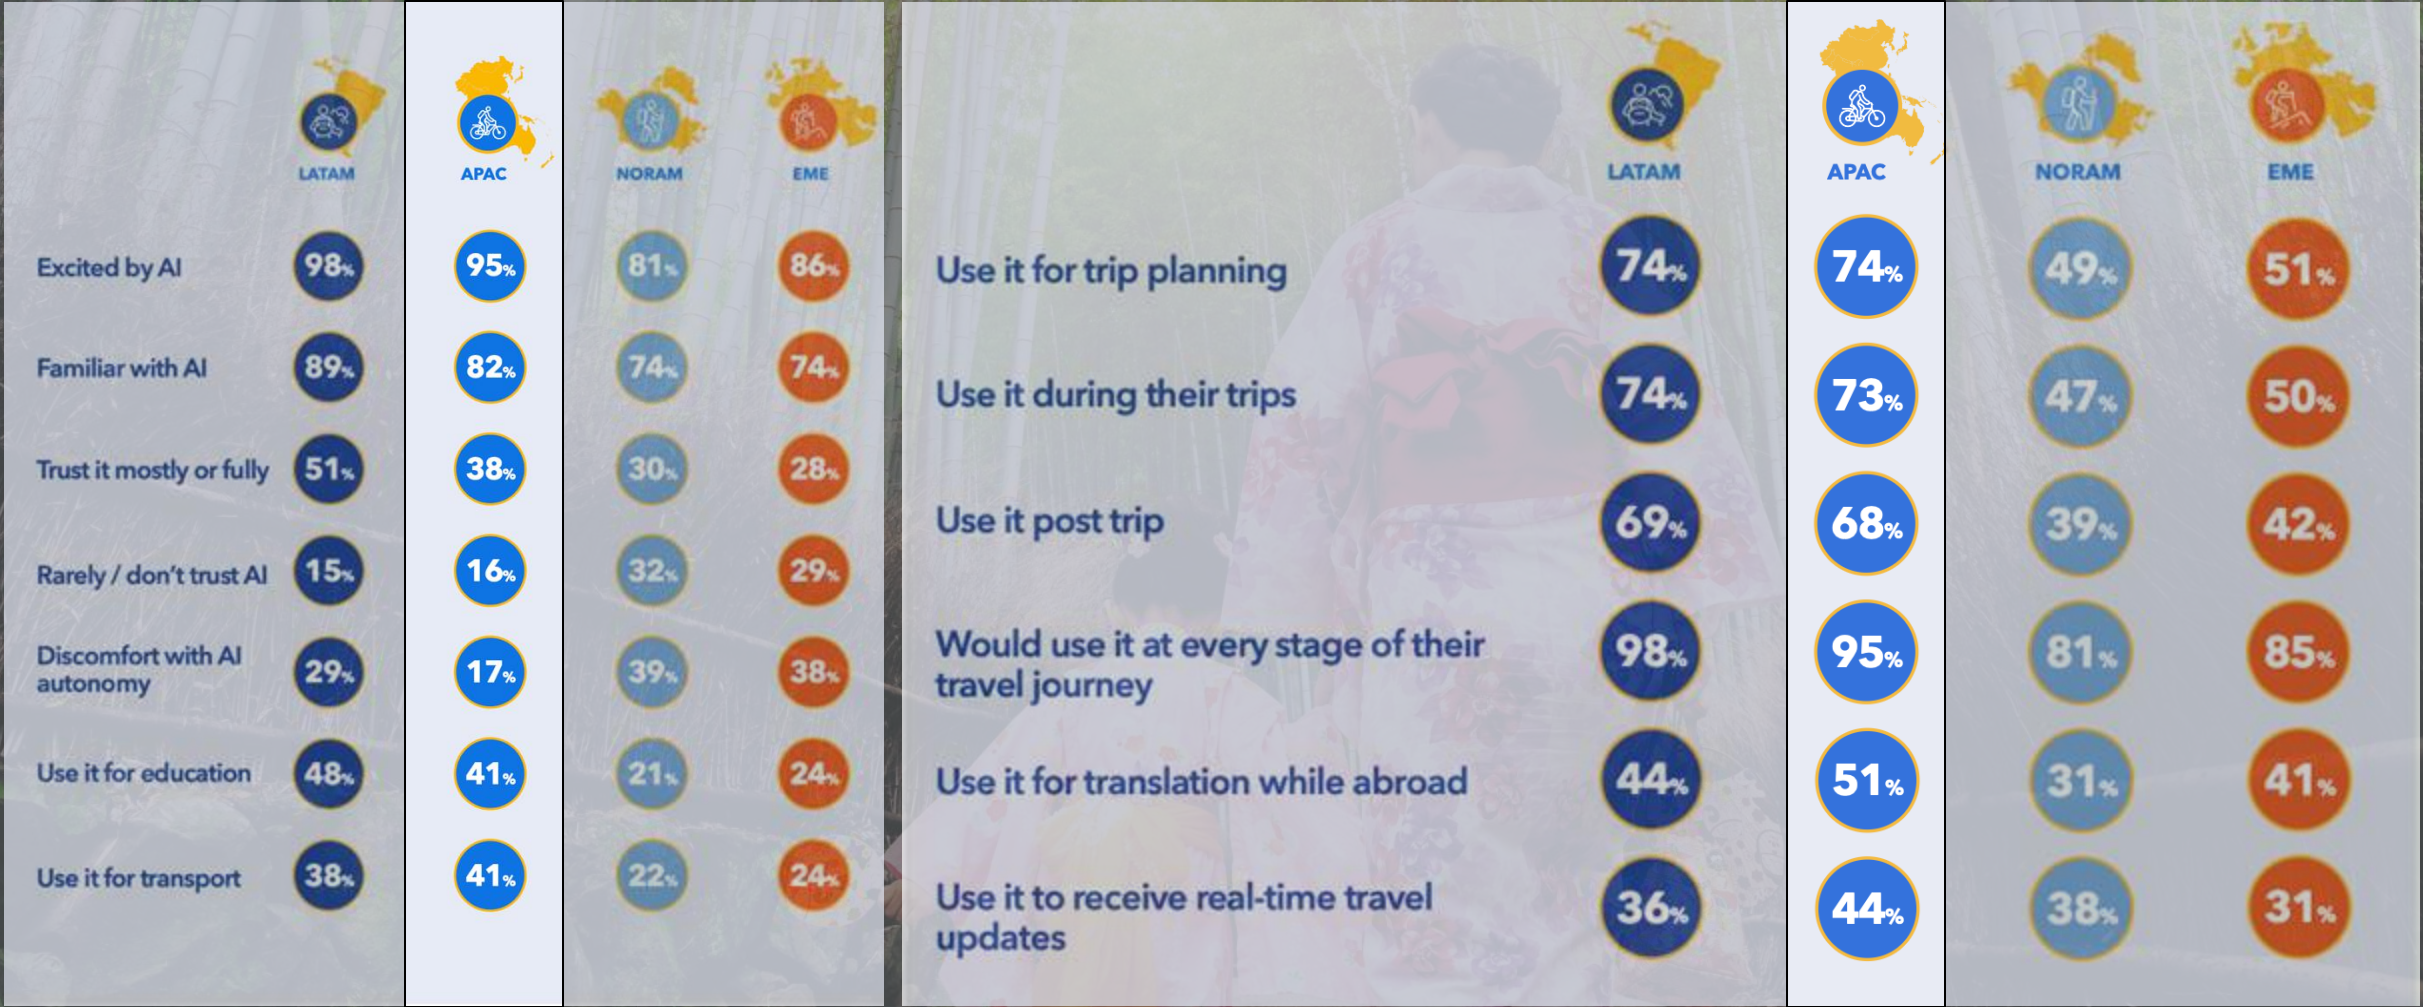 LATAM APAC NORAM EME
Excited by AI 98% 95% 81% 86%
Familiar with AI 89% 82% 74% 74%
Trust it mostly or fully 51% 38% 30% 28%
Rarely / don't trust AI 15% 16% 32% 29%
Discomfort with AI
autonomy 29% 17% 39% 38%
Use it for education 48% 41% 21% 24%
Use it for transport 38% 41% 22% 24%
LATAM APAC NORAM EME
Use it for trip planning 74% 74% 49% 51%
Use it during their trips 74% 73% 47% 50%
Use it post trip 69% 68% 39% 42%
Would use it at every stage of their
travel journey 98% 95% 81% 85%
Use it for translation while abroad 44% 51% 31% 41%
Use it to receive real-time travel
updates 36% 44% 38% 31%